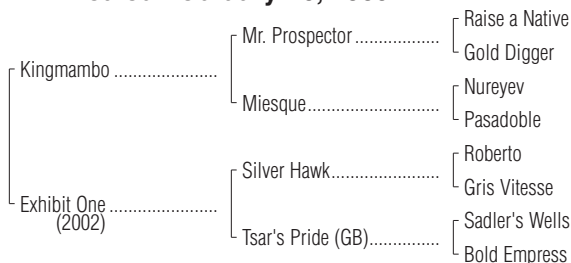 Raise a Native
Mr. Prospector ..................
Gold Digger
Kingmambo ......................
Nureyev
Miesque............................
Pasadoble
Roberto
Silver Hawk.......................
Gris Vitesse
Exhibit One ......................
(2002)
Sadler's Wells
Tsar's Pride (GB)...............
Bold Empress